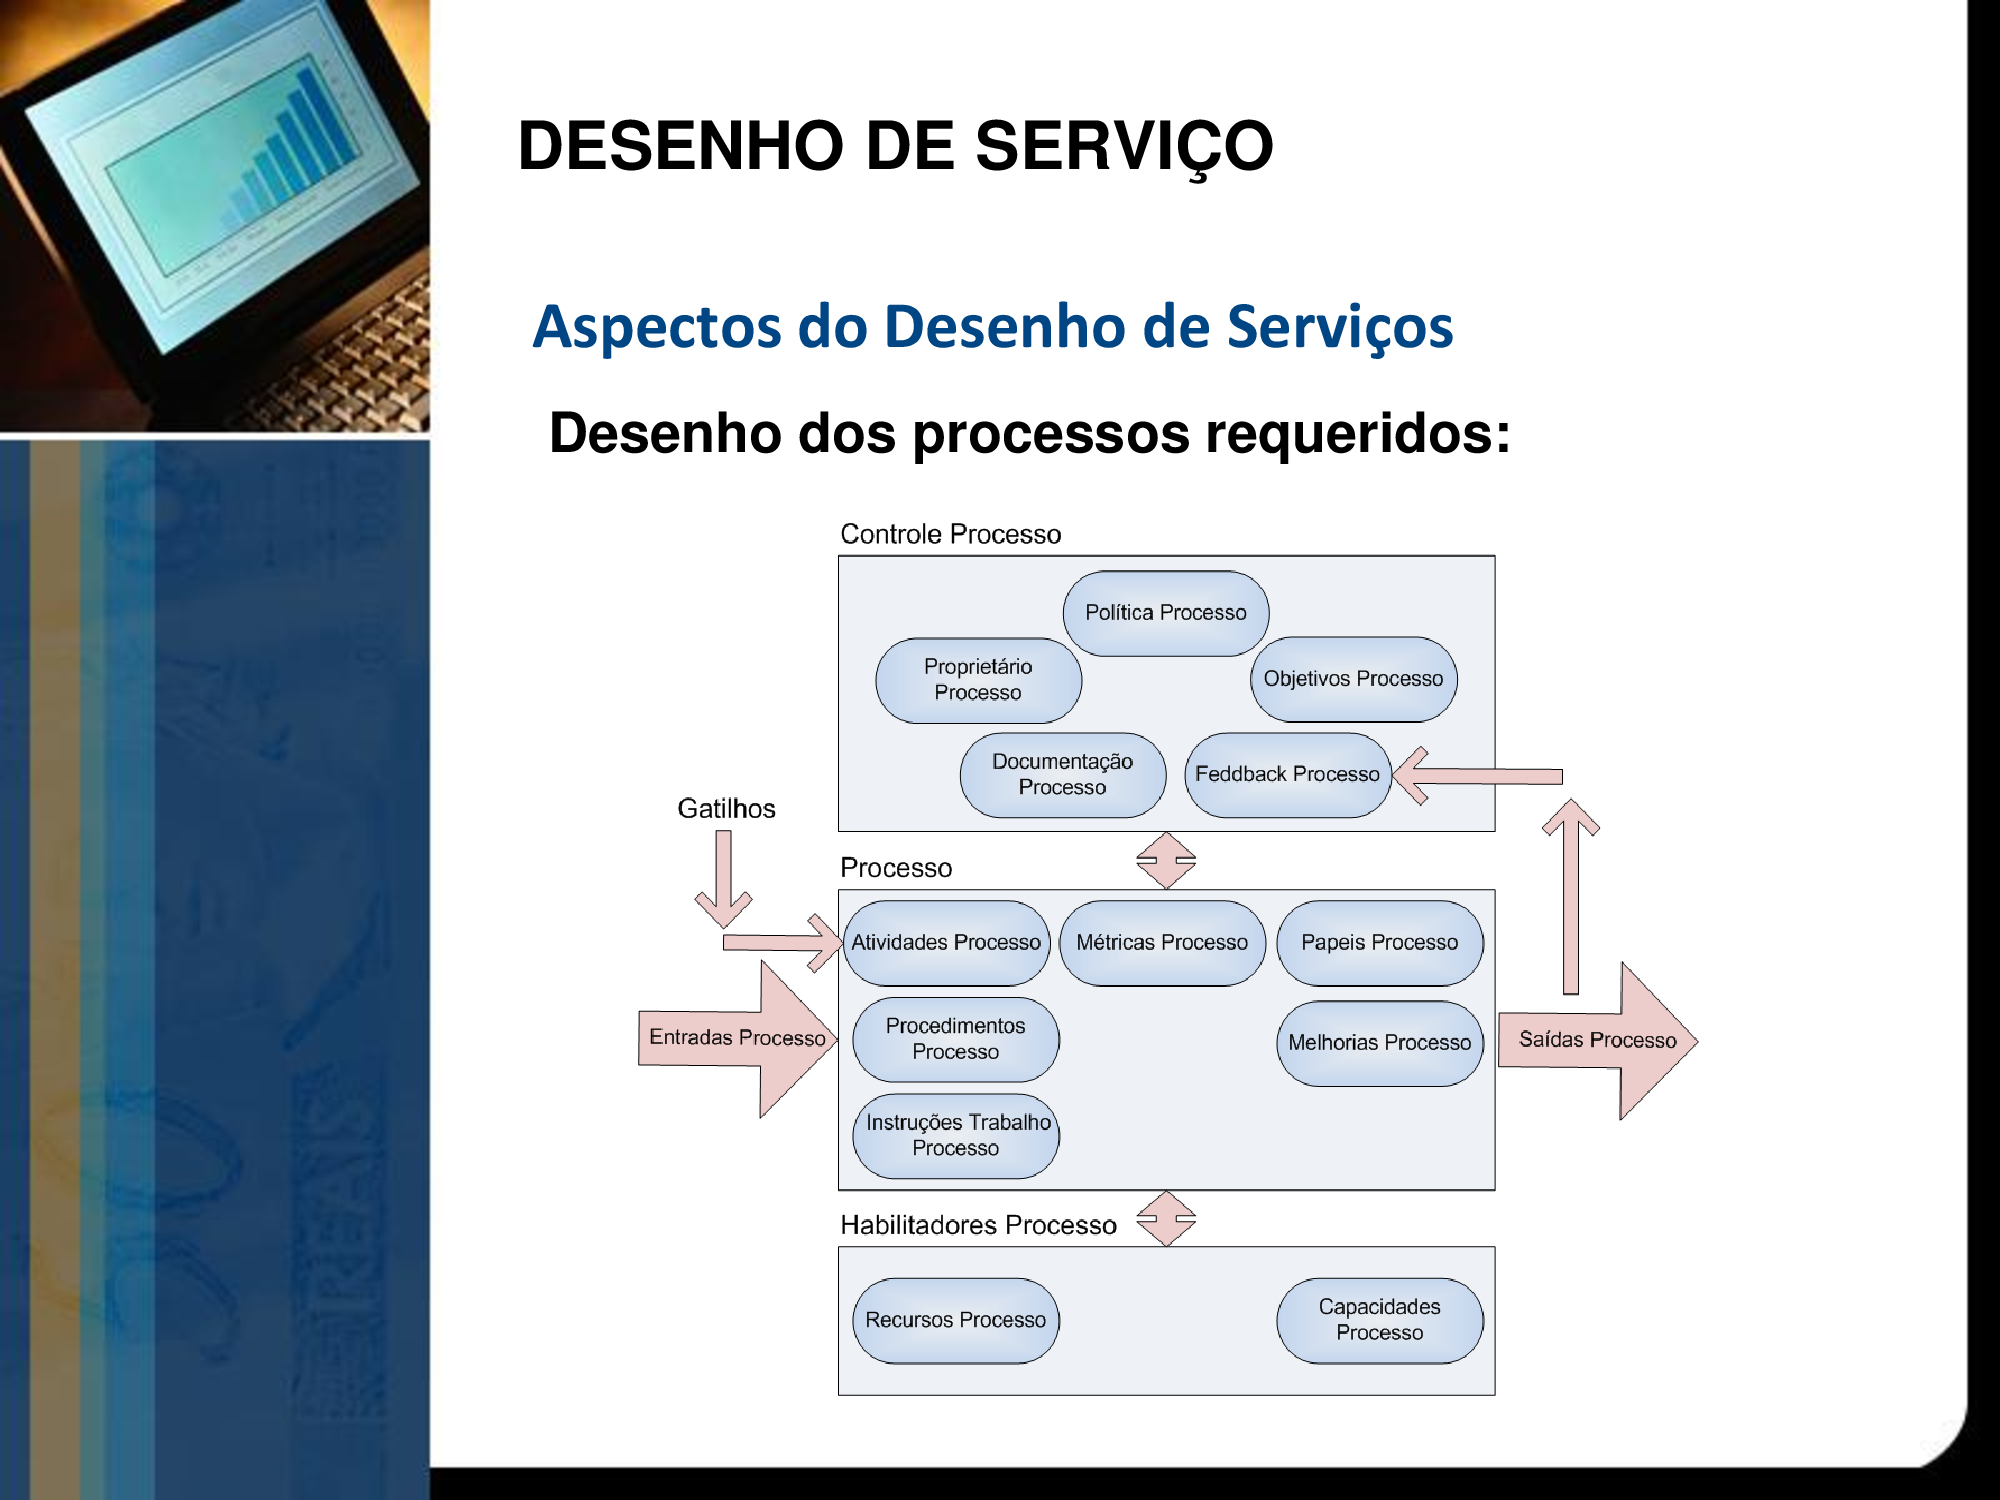 DESENHO DE SERVIÇO
Aspectos do Desenho de Serviços
Desenho dos processos requeridos:
Controle Processo
Política Processo
Proprietário
Processo
Objetivos Processo
Documentação
Processo
Feddback Processo
Gatilhos
Processo
Atividades Processo
Métricas Processo
Papeis Processo
Entradas Processo
Procedimentos
Processo
Melhorias Processo
Saídas Processo
Instruções Trabalho
Processo
Habilitadores Processo
Recursos Processo
Capacidades
Processo
REAIS